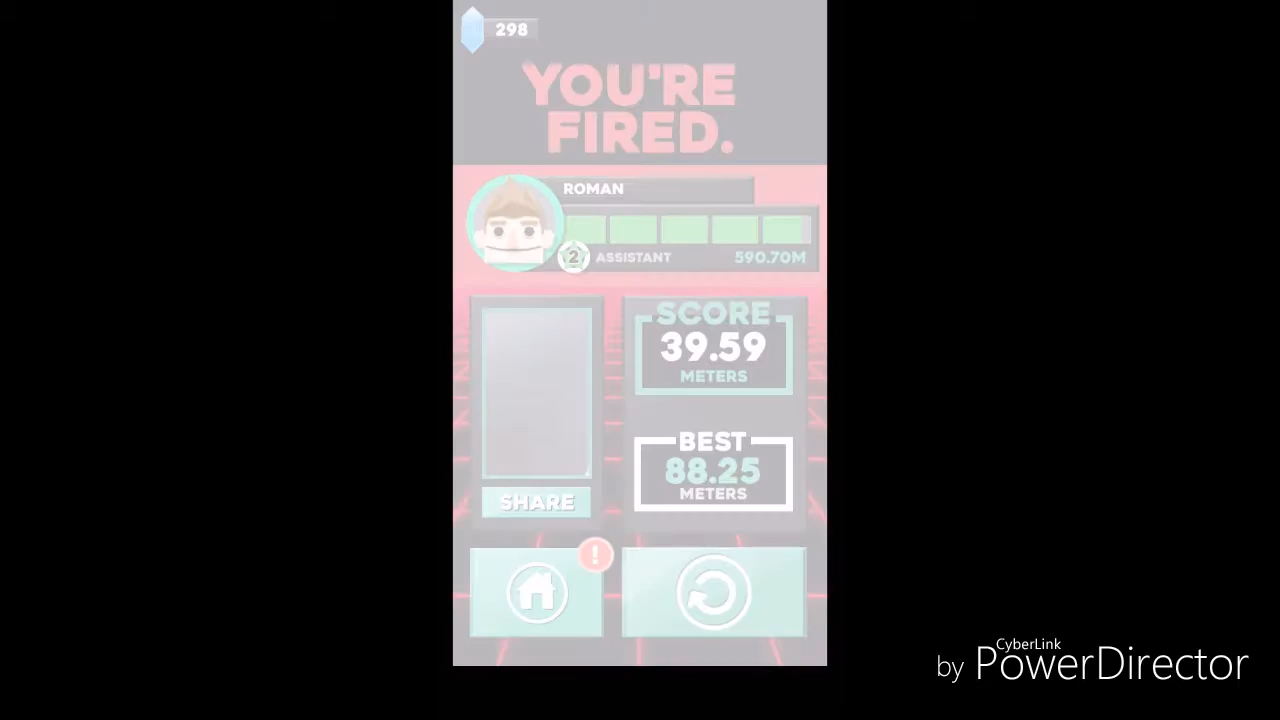 298
YOU'RE
FIRED.
ROMAN
2 ASSISTANT 590.70M
SCORE
39.59
METERS
BEST
88.25
METERS
SHARE
!
CyberLink
by PowerDirector